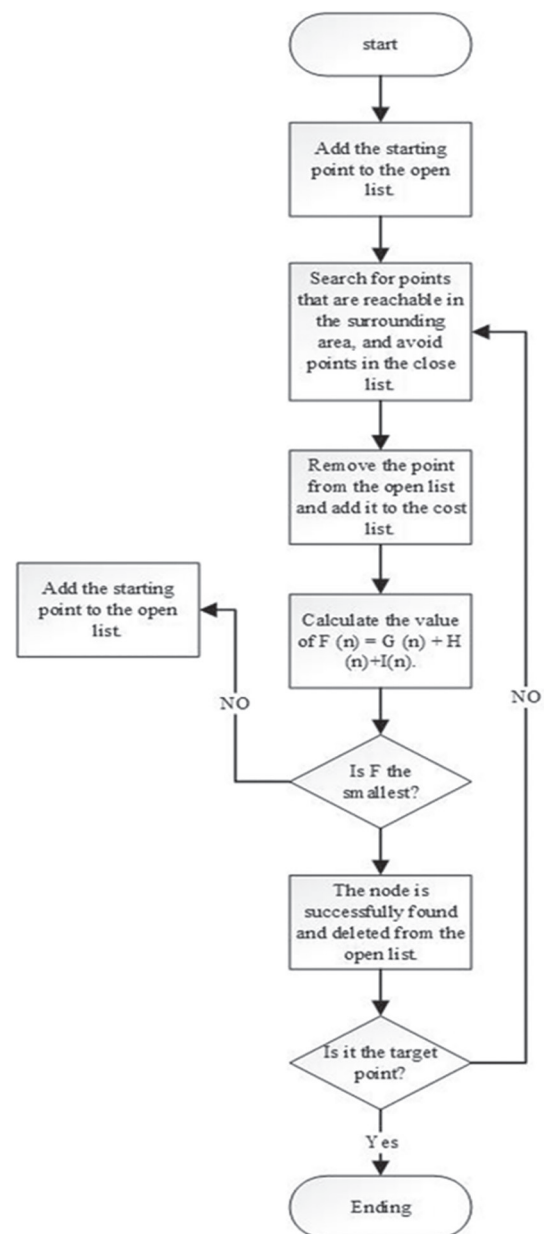 start
Add the starting
point to the open
list.
Search for points
that are reachable in
the surrounding
area, and avoid
points in the close
list.
Remove the point
from the open list
and add it to the cost
list.
Add the starting
point to the open
list.
Calculate the value
of F (n) = G (n) + H
(n)+I(n).
NO
NO
Is F the
smallest?
The node is
successfully found
and deleted from the
open list.
Is it the target
point?
Yes
Ending